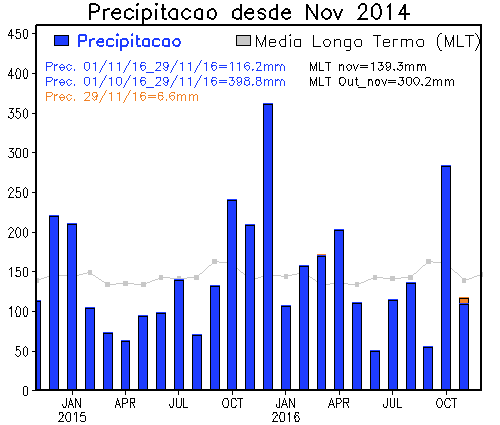 Precipitacao desde Nov 2014
Precipitacao
Media Longo Termo (MLT)
Prec. 01/11/16_29/11/16=116.2mm
MLT nov=139.3mm
Prec. 01/10/16_29/11/16=398.8mm
MLT Out_nov=300.2mm
Prec. 29/11/16=6.6mm
450
400
350
300
250
200
150
100
50
0
JAN APR JUL OCT JAN APR JUL OCT
2015 2016